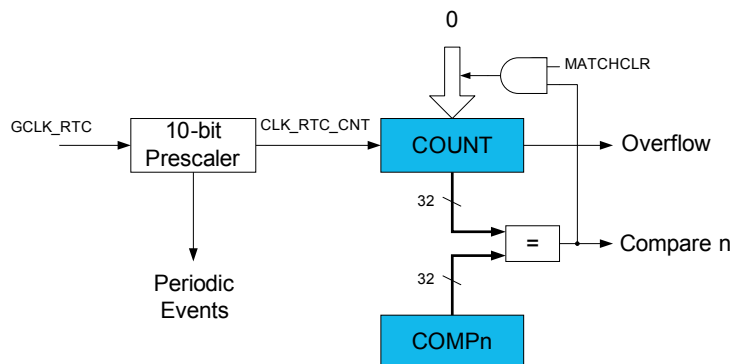 0
MATCHCLR
GCLK_RTC
10-bit
Prescaler
CLK_RTC_CNT
COUNT
Overflow
32
=
Compare n
32
Periodic
Events
COMPn